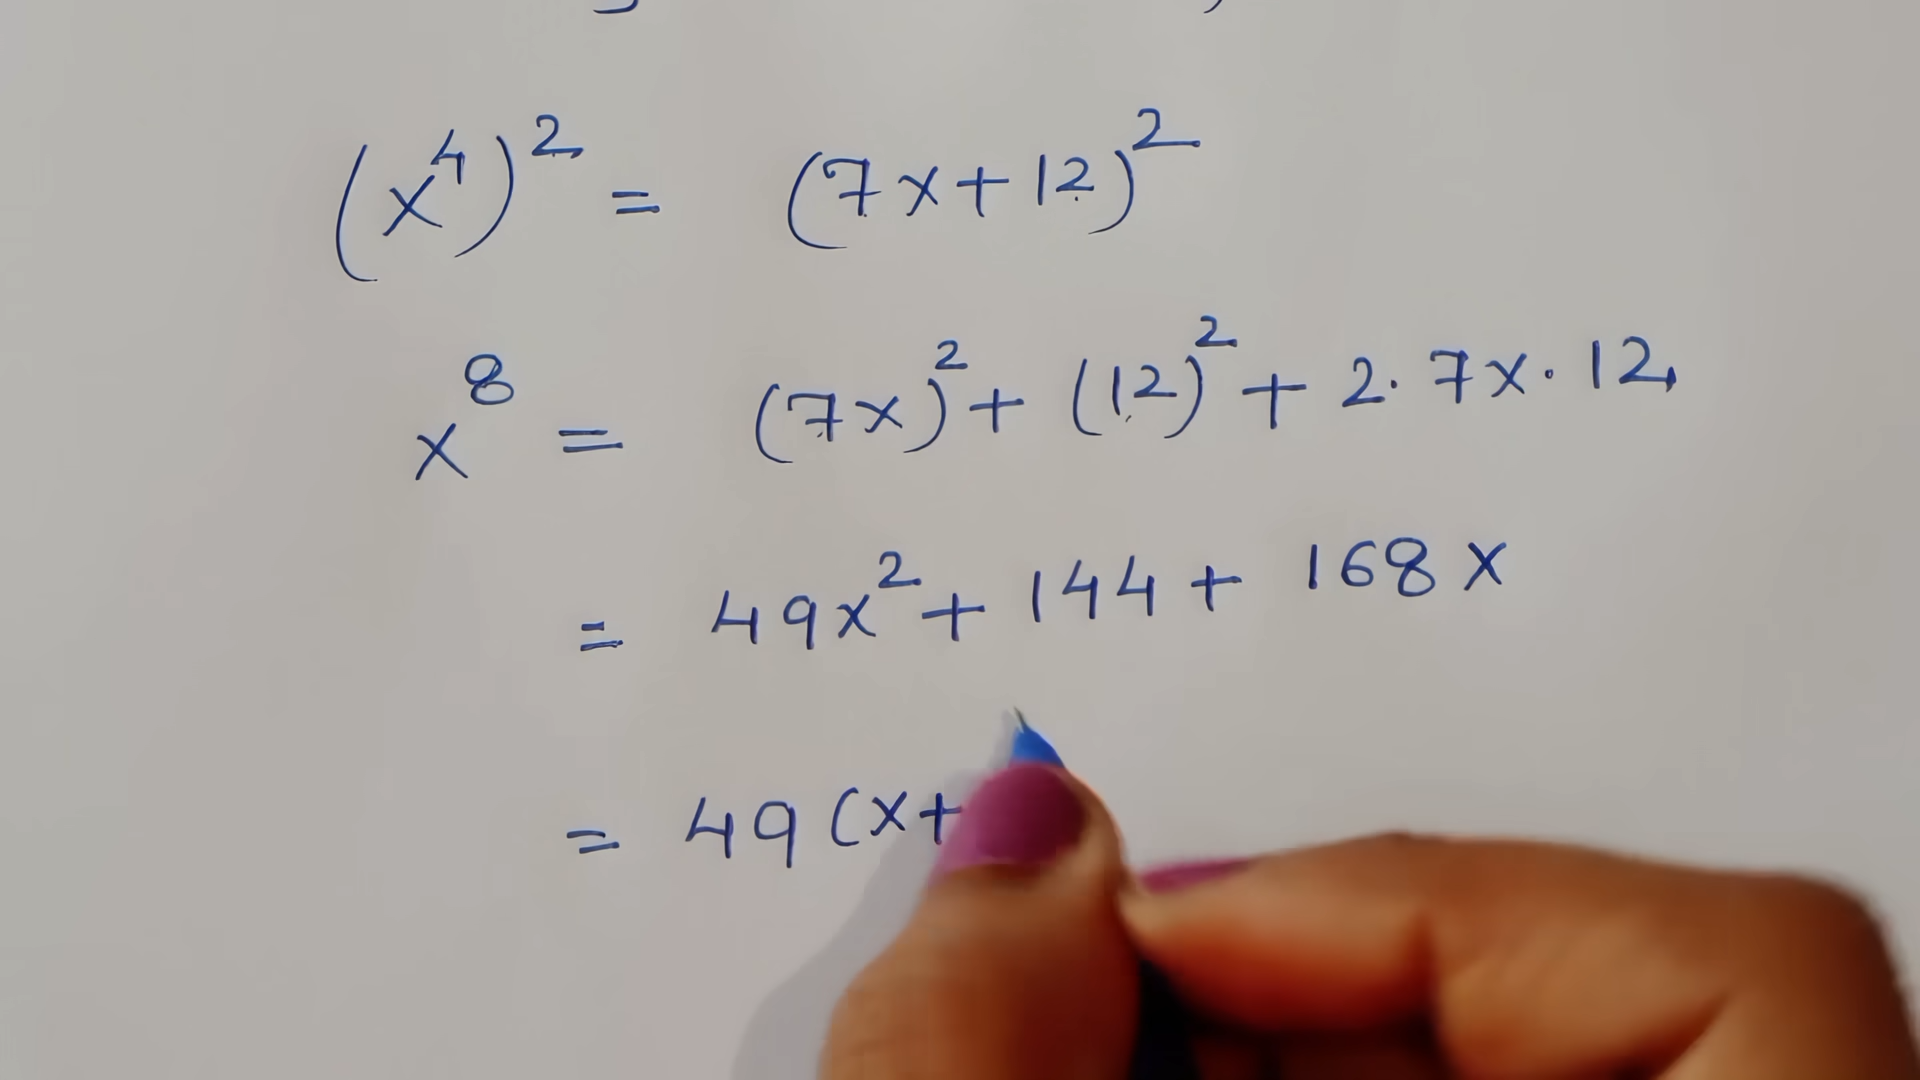 (x⁴)² = (7x+12)²
x⁸ = (7x)² + (12)² + 2·7x·12
= 49x² + 144 + 168x
= 49(x+